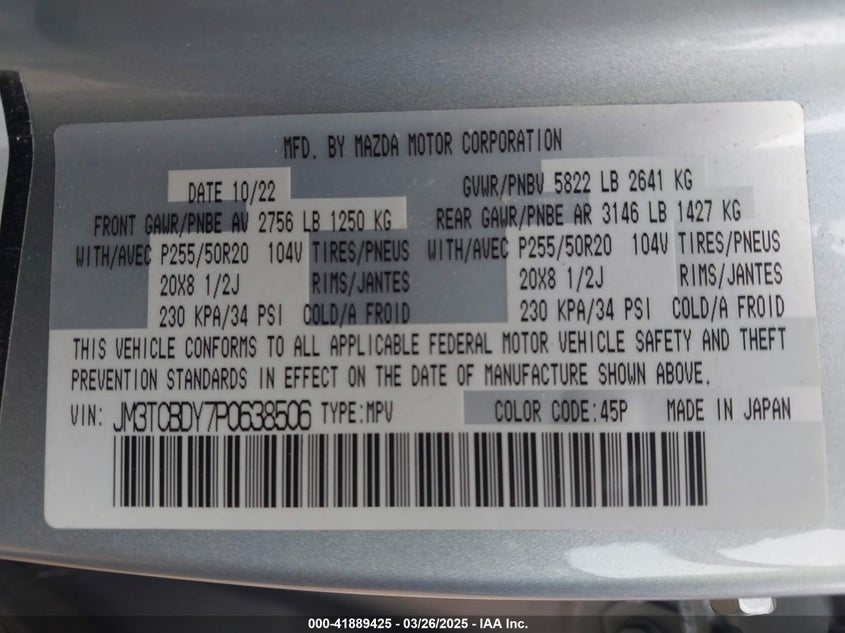 MFD. BY MAZDA MOTOR CORPORATION
DATE 10/22 GVWR/PNBV 5822 LB 2641 KG
FRONT GAWR/PNBE AV 2756 LB 1250 KG REAR GAWR/PNBE AR 3146 LB 1427 KG
WITH/AVEC P255/50R20 104V TIRES/PNEUS WITH/AVEC P255/50R20 104V TIRES/PNEUS
20X8 1/2J RIMS/JANTES 20X8 1/2J RIMS/JANTES
230 KPA/34 PSI COLD/A FROID 230 KPA/34 PSI COLD/A FROID
THIS VEHICLE CONFORMS TO ALL APPLICABLE FEDERAL MOTOR VEHICLE SAFETY AND THEFT
PREVENTION STANDARDS IN EFFECT ON THE DATE OF MANUFACTURE SHOWN ABOVE.
VIN: JM3TCBDY7P0638506 TYPE:MPV COLOR CODE:45P MADE IN JAPAN
000-41889425 - 03/26/2025 - IAA Inc.